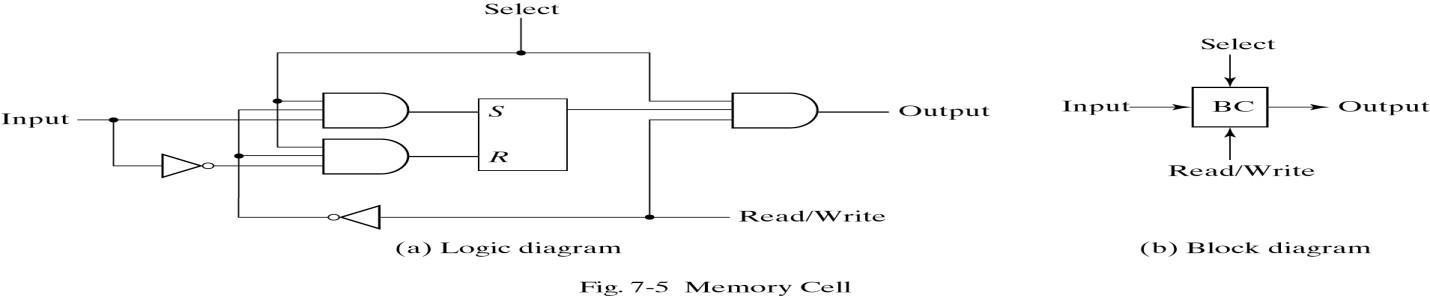 Select
Input
S
R
Output
Read/Write
(a) Logic diagram
Select
Input
BC
Output
Read/Write
(b) Block diagram
Fig. 7-5 Memory Cell